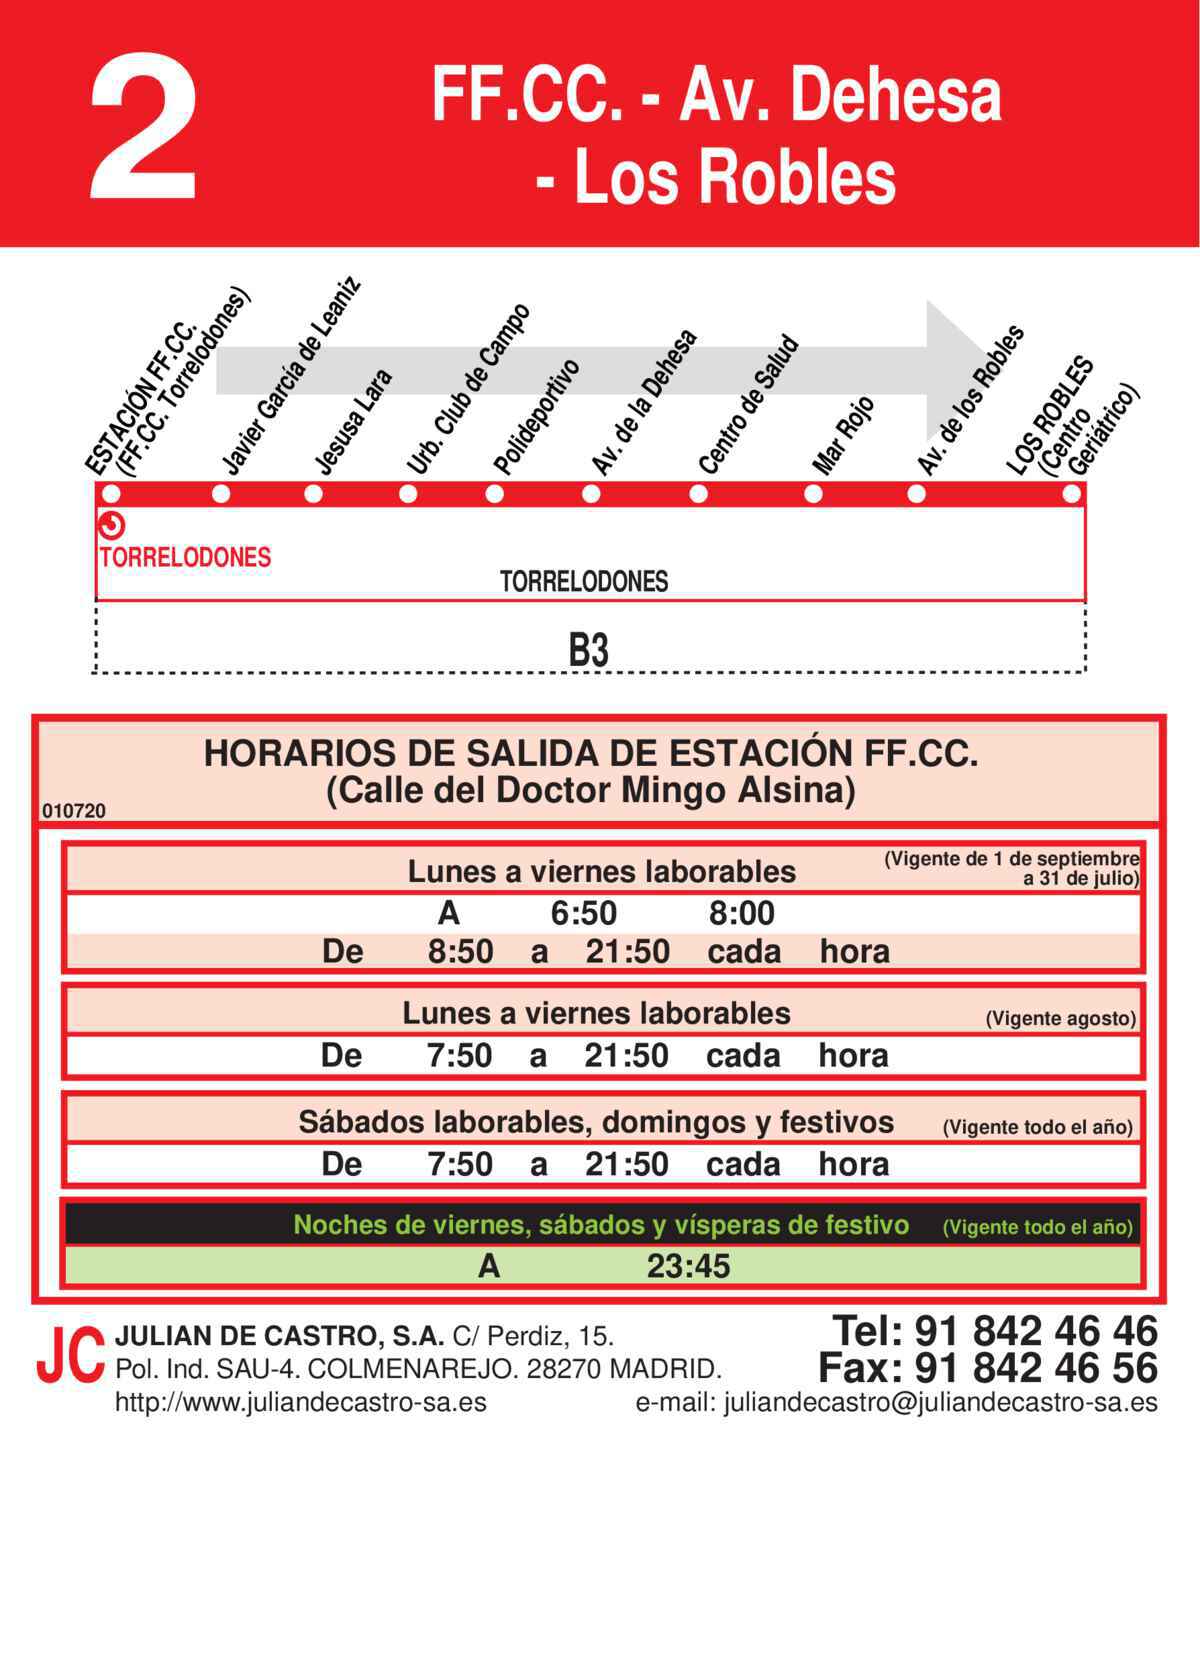 2
FF.CC. - Av. Dehesa
- Los Robles
ESTACIÓN FF.CC.
(FF.CC. Torrelodones)
Javier García de Leaniz
Jesusa Lara
Urb. Club de Campo
Polideportivo
Av. de la Dehesa
Centro de Salud
Mar Rojo
Av. de los Robles
LOS ROBLES
(Centro
Geriátrico)
TORRELODONES
TORRELODONES
B3
HORARIOS DE SALIDA DE ESTACIÓN FF.CC.
(Calle del Doctor Mingo Alsina)
010720
Lunes a viernes laborables (Vigente de 1 de septiembre
a 31 de julio)
A 6:50 8:00
De 8:50 a 21:50 cada hora
Lunes a viernes laborables (Vigente agosto)
De 7:50 a 21:50 cada hora
Sábados laborables, domingos y festivos (Vigente todo el año)
De 7:50 a 21:50 cada hora
Noches de viernes, sábados y vísperas de festivo (Vigente todo el año)
A 23:45
JC
JULIAN DE CASTRO, S.A. C/ Perdiz, 15.
Pol. Ind. SAU-4. COLMENAREJO. 28270 MADRID.
http://www.juliandecastro-sa.es
Tel: 91 842 46 46
Fax: 91 842 46 56
e-mail: juliandecastro@juliandecastro-sa.es